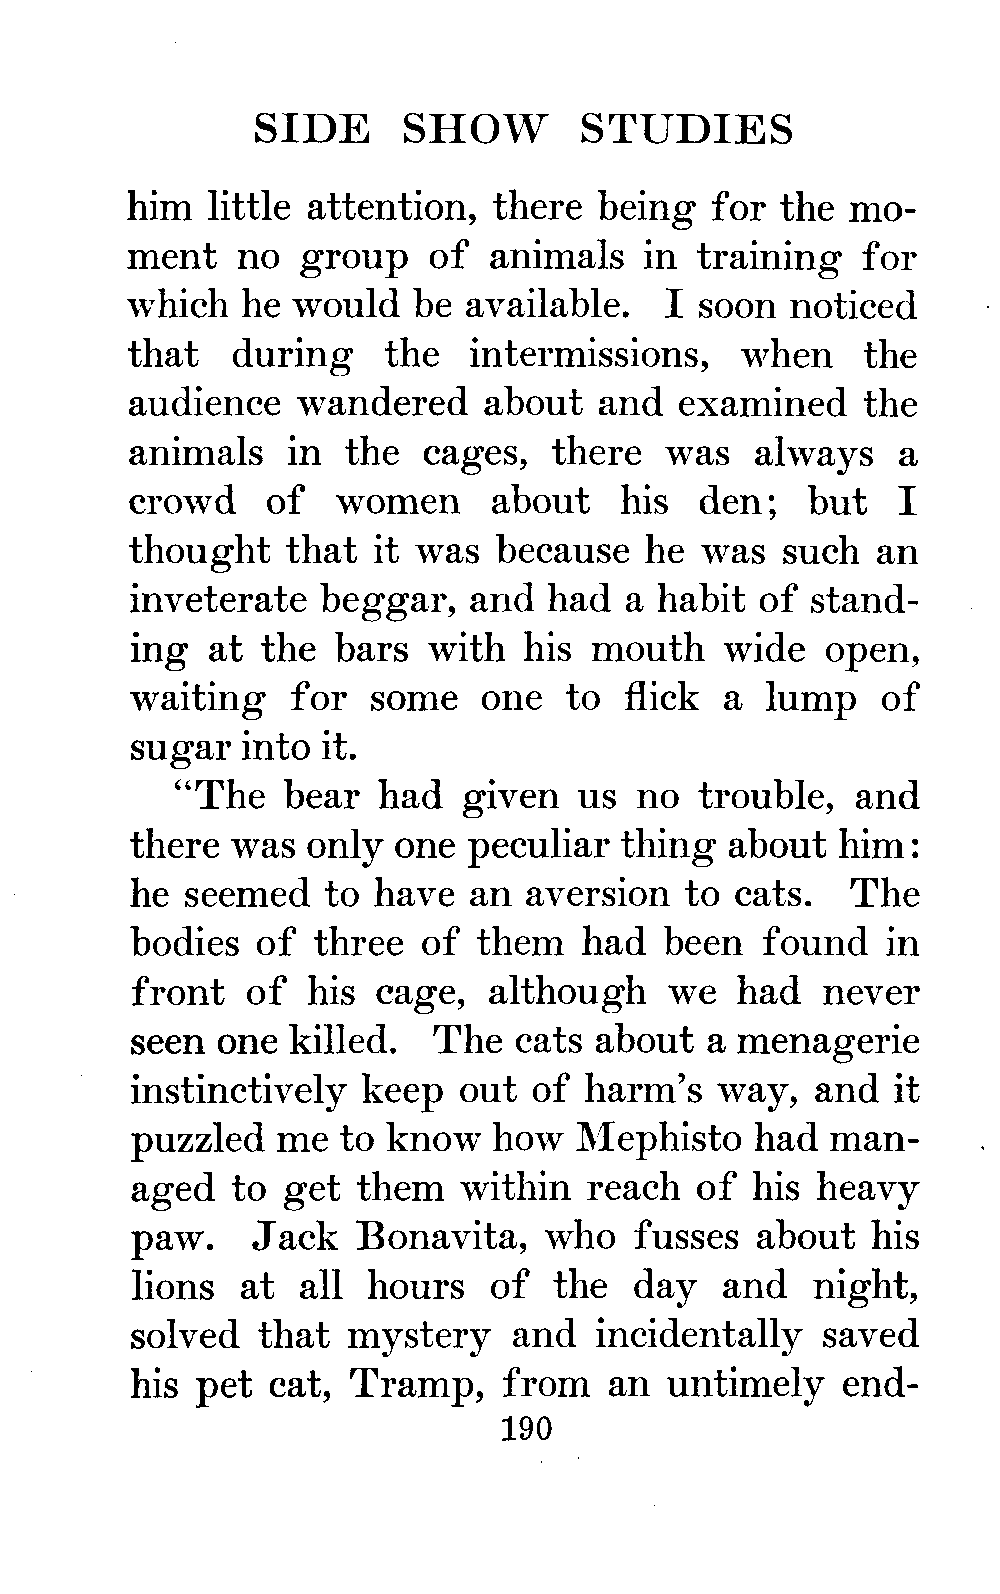 SIDE SHOW STUDIES
him little attention, there being for the mo-
ment no group of animals in training for
which he would be available. I soon noticed
that during the intermissions, when the
audience wandered about and examined the
animals in the cages, there was always a
crowd of women about his den; but I
thought that it was because he was such an
inveterate beggar, and had a habit of stand-
ing at the bars with his mouth wide open,
waiting for some one to flick a lump of
sugar into it.
“The bear had given us no trouble, and
there was only one peculiar thing about him:
he seemed to have an aversion to cats. The
bodies of three of them had been found in
front of his cage, although we had never
seen one killed. The cats about a menagerie
instinctively keep out of harm’s way, and it
puzzled me to know how Mephisto had man-
aged to get them within reach of his heavy
paw. Jack Bonavita, who fusses about his
lions at all hours of the day and night,
solved that mystery and incidentally saved
his pet cat, Tramp, from an untimely end-
190